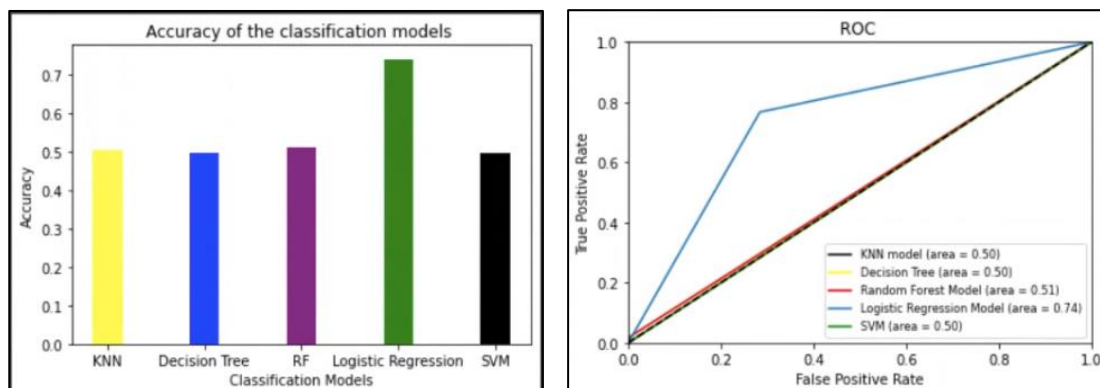 Accuracy of the classification models
0.7
0.6
0.5
0.4
0.3
0.2
0.1
0.0
Accuracy
KNN Decision Tree RF Logistic Regression SVM
Classification Models
ROC
1.0
0.8
0.6
0.4
0.2
0.0
True Positive Rate
KNN model (area = 0.50)
Decision Tree (area = 0.50)
Random Forest Model (area = 0.51)
Logistic Regression Model (area = 0.74)
SVM (area = 0.50)
0.0 0.2 0.4 0.6 0.8 1.0
False Positive Rate